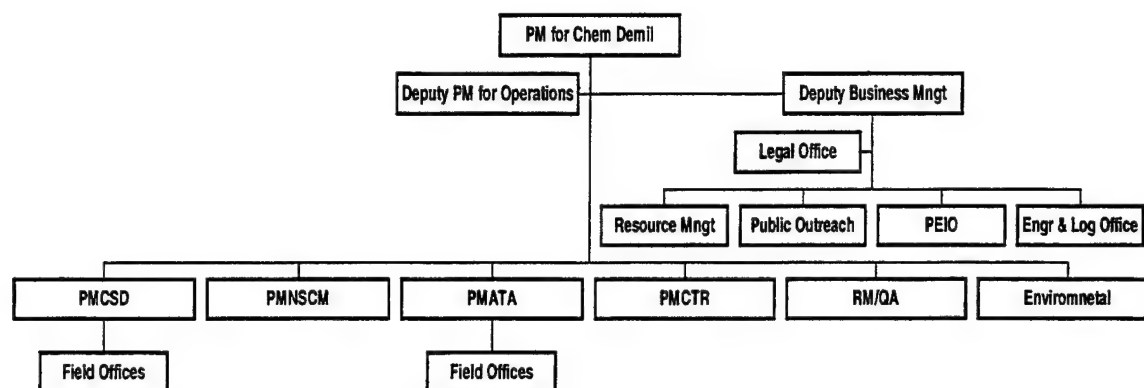 PM for Chem Demil
Deputy PM for Operations
Deputy Business Mngt
Legal Office
Resource Mngt
Public Outreach
PEIO
Engr & Log Office
PMCSD
PMNSCM
PMATA
PMCTR
RM/QA
Enviromnetal
Field Offices
Field Offices